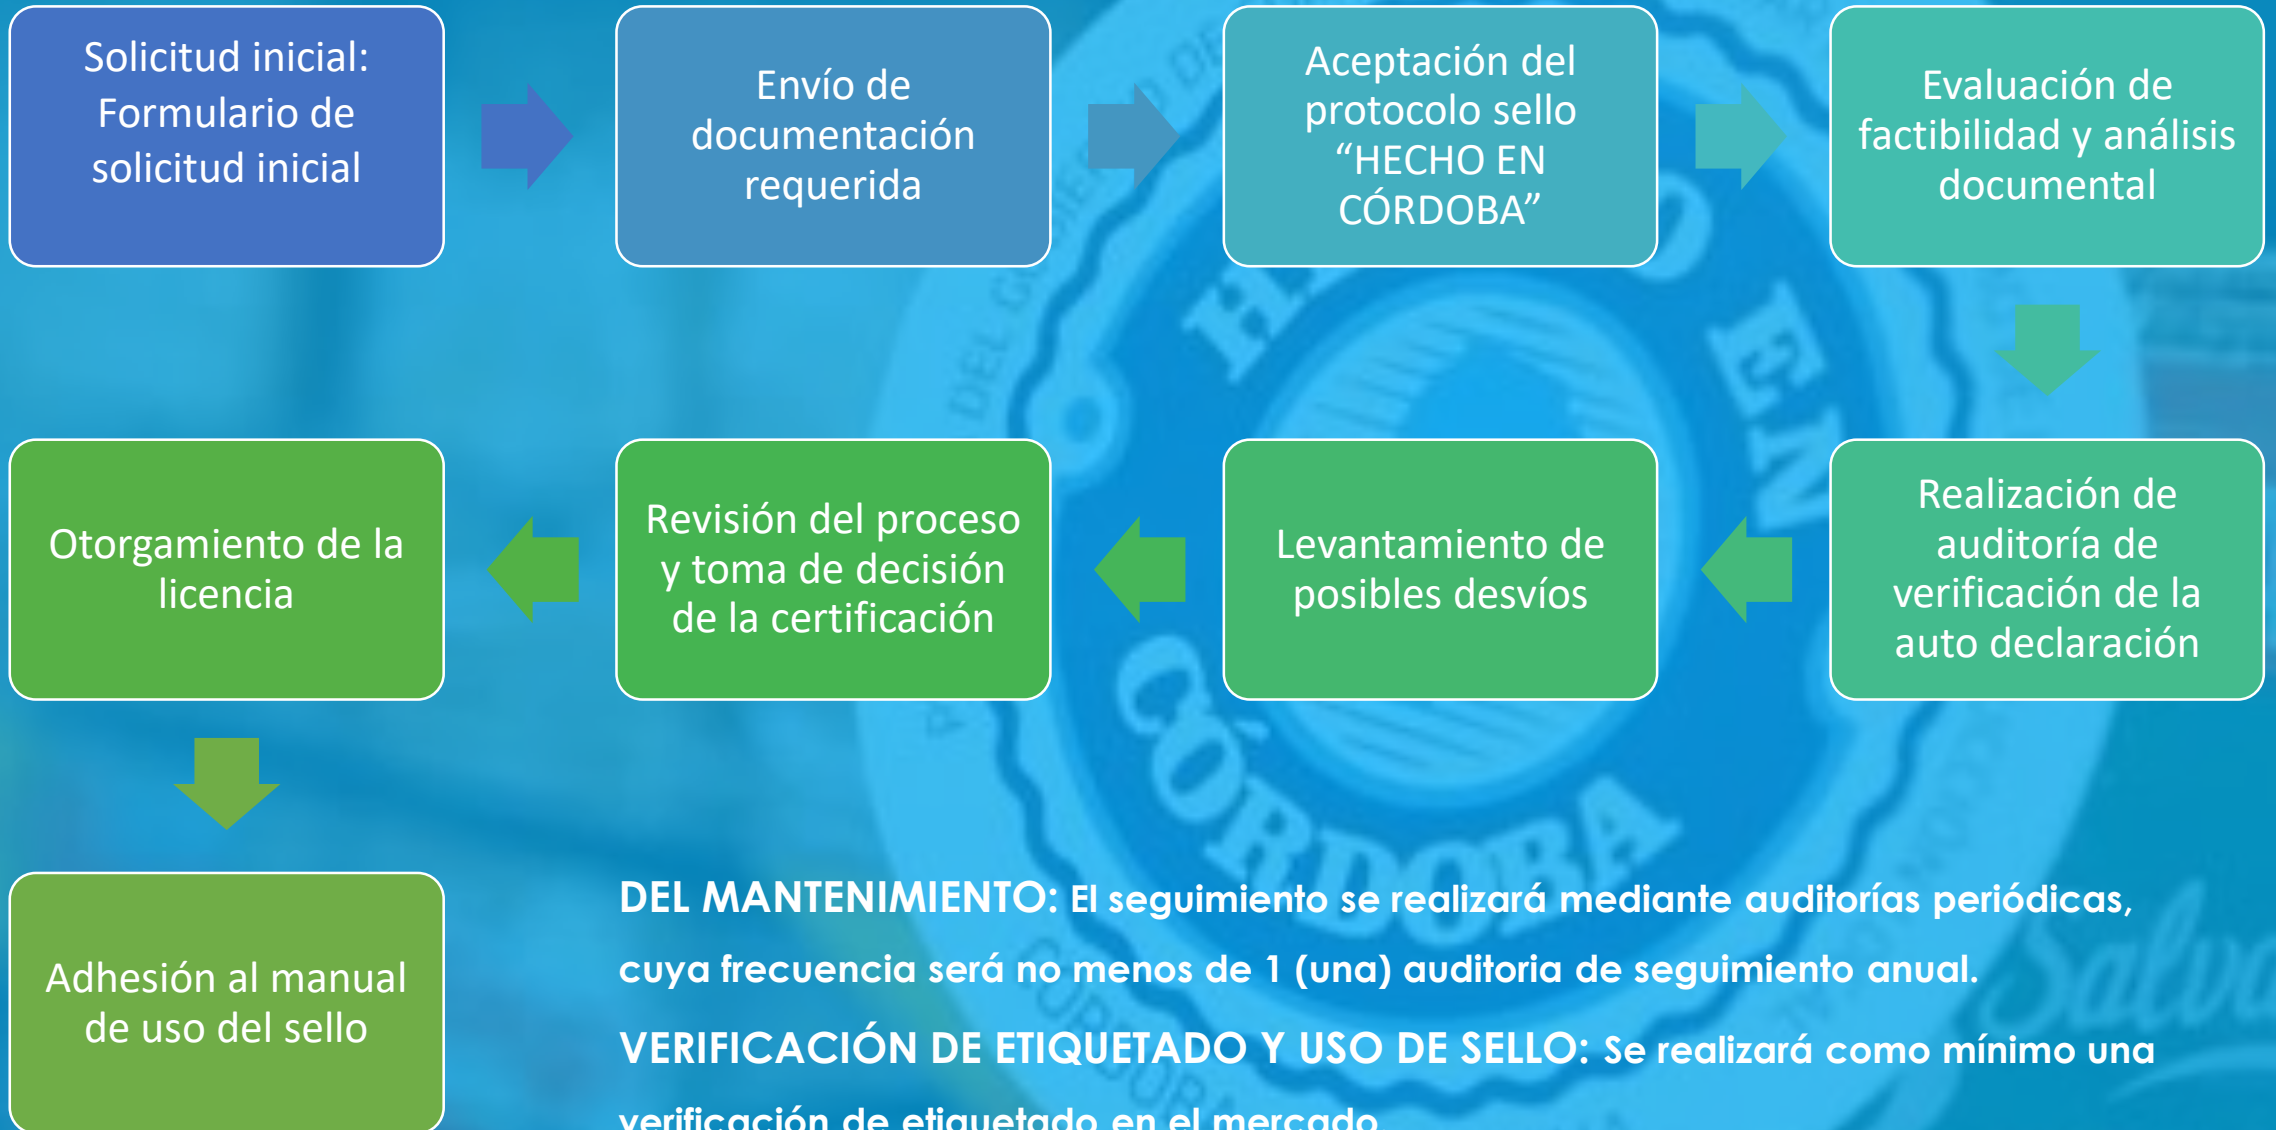 Solicitud inicial:
Formulario de
solicitud inicial
Envío de
documentación
requerida
Aceptación del
protocolo sello
“HECHO EN
CÓRDOBA”
Evaluación de
factibilidad y análisis
documental
Realización de
auditoría de
verificación de la
auto declaración
Levantamiento de
posibles desvíos
Revisión del proceso
y toma de decisión
de la certificación
Otorgamiento de la
licencia
Adhesión al manual
de uso del sello
DEL MANTENIMIENTO: El seguimiento se realizará mediante auditorías periódicas,
cuya frecuencia será no menos de 1 (una) auditoria de seguimiento anual.
VERIFICACIÓN DE ETIQUETADO Y USO DE SELLO: Se realizará como mínimo una
verificación de etiquetado en el mercado
EN
CÓRDOBA